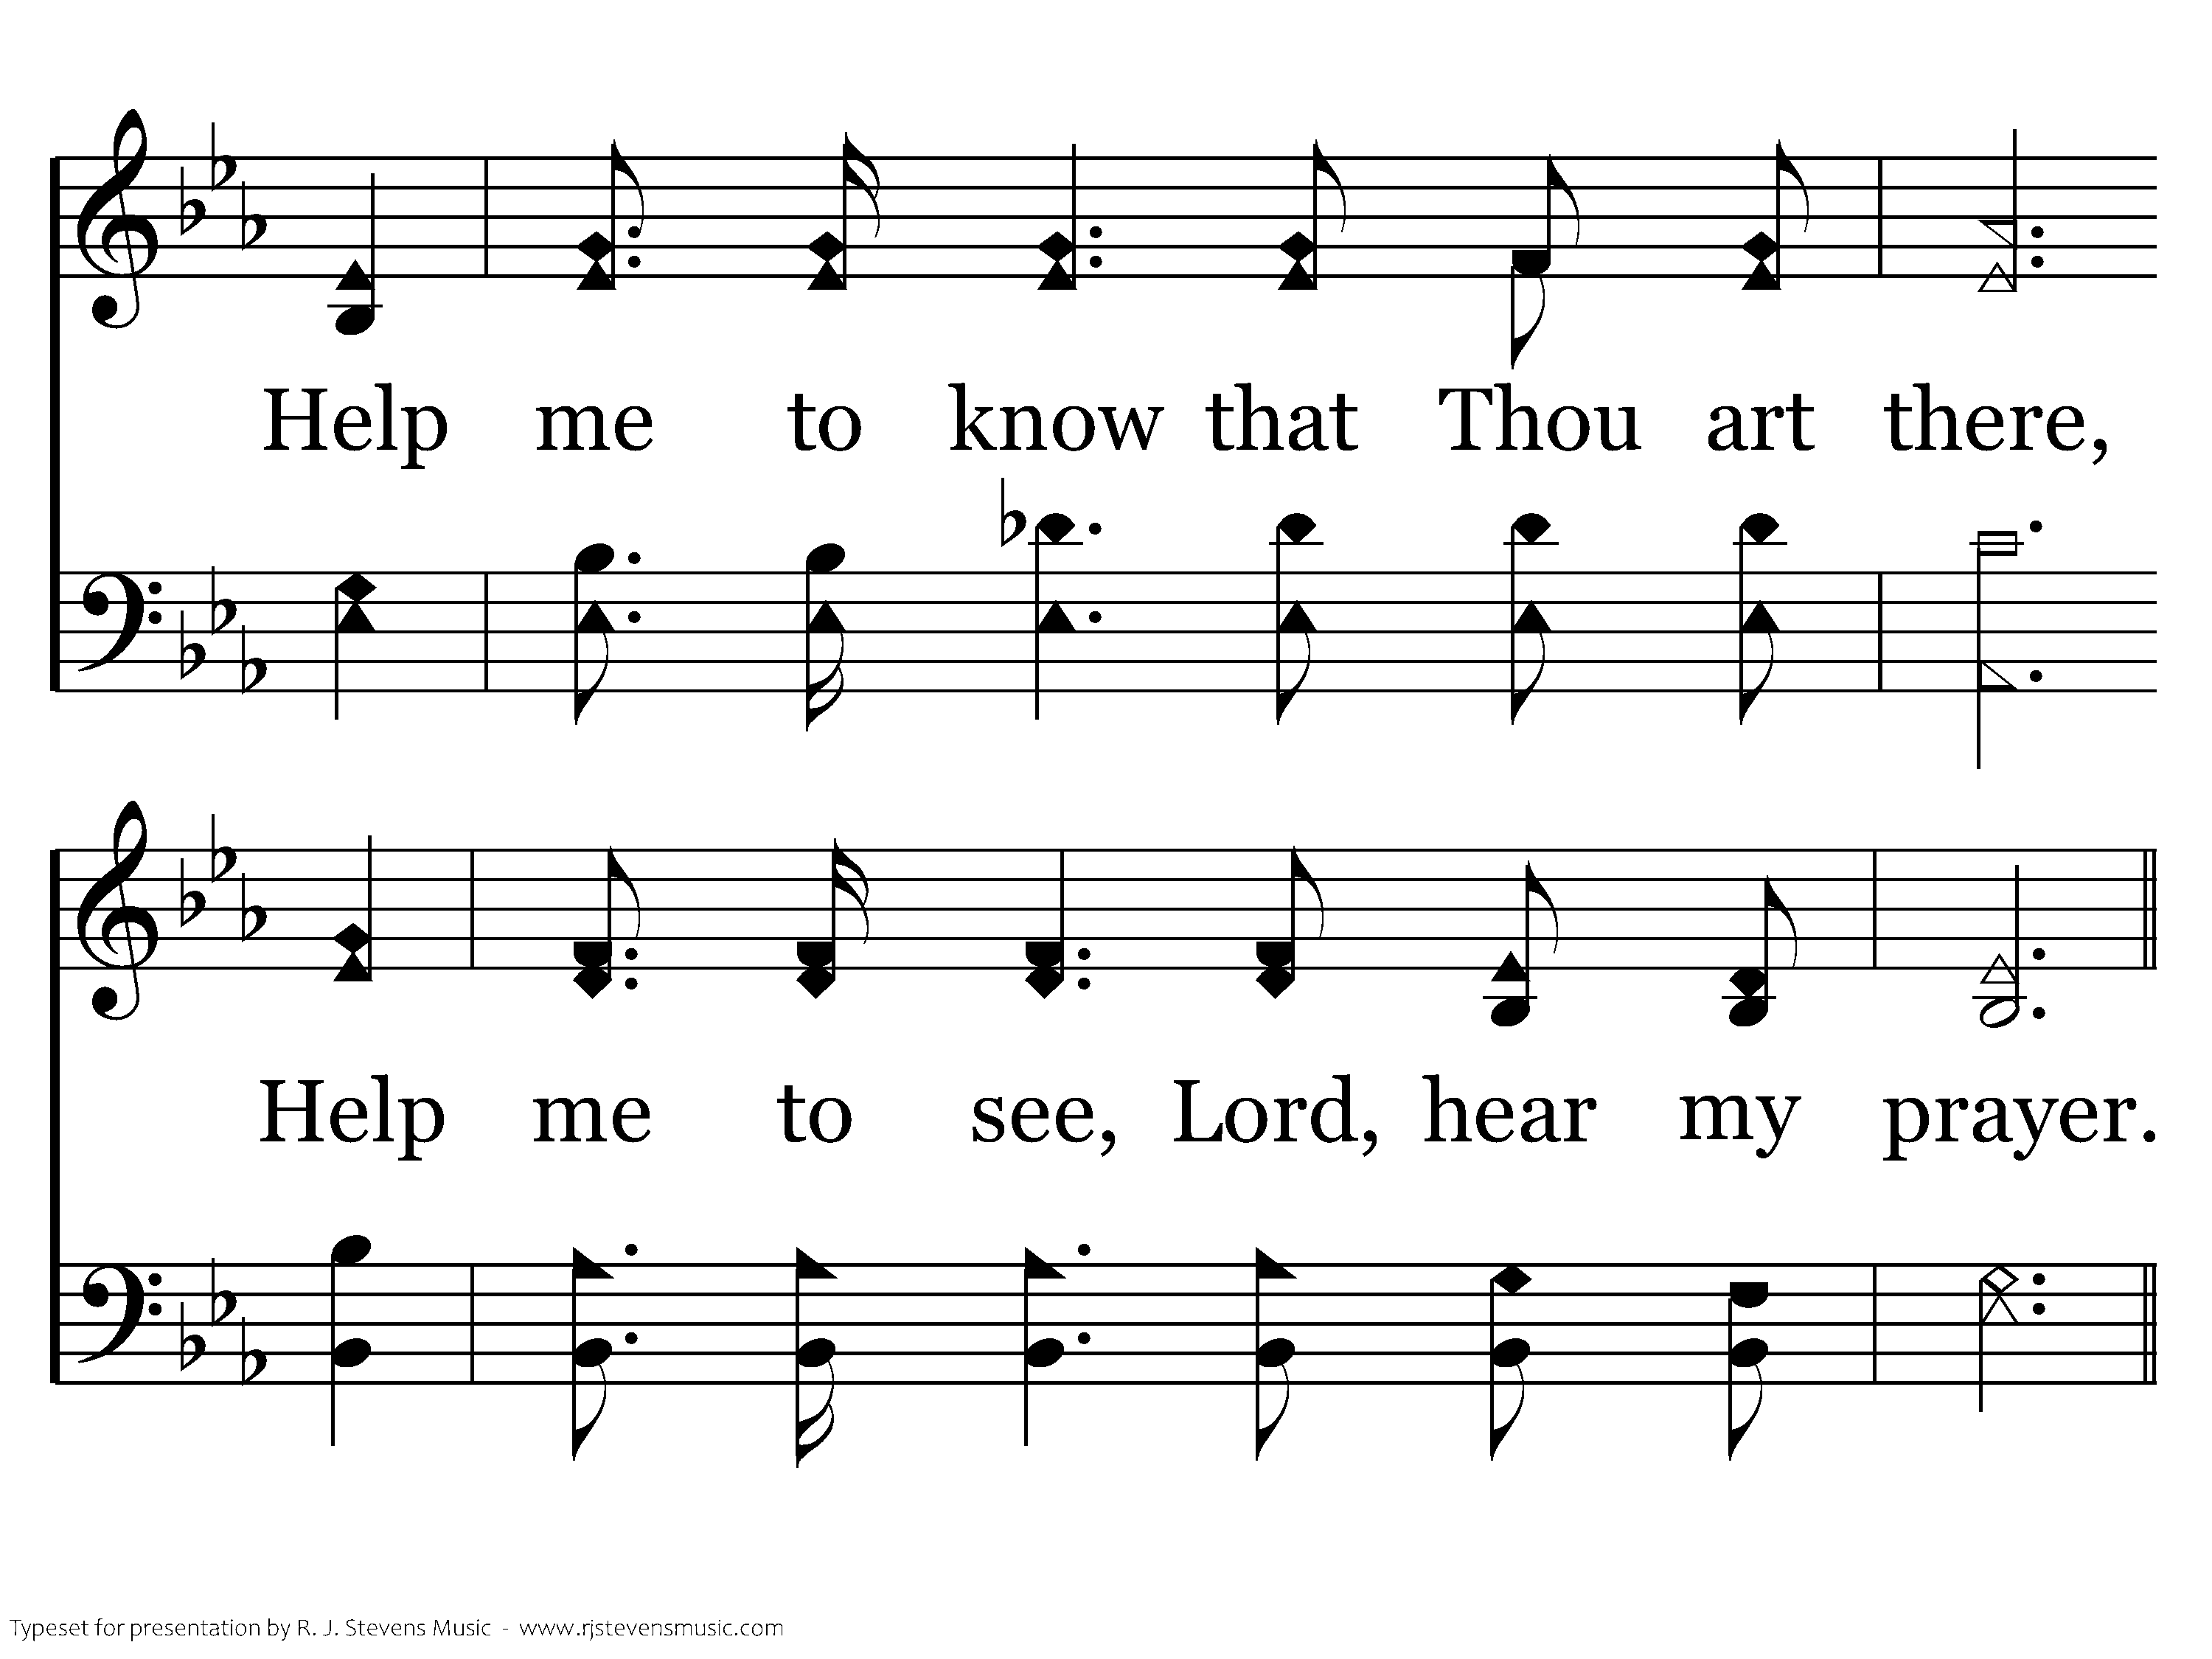 Help me to know that Thou art there,
Help me to see, Lord, hear my prayer.
Typeset for presentation by R. J. Stevens Music - www.rjstevensmusic.com